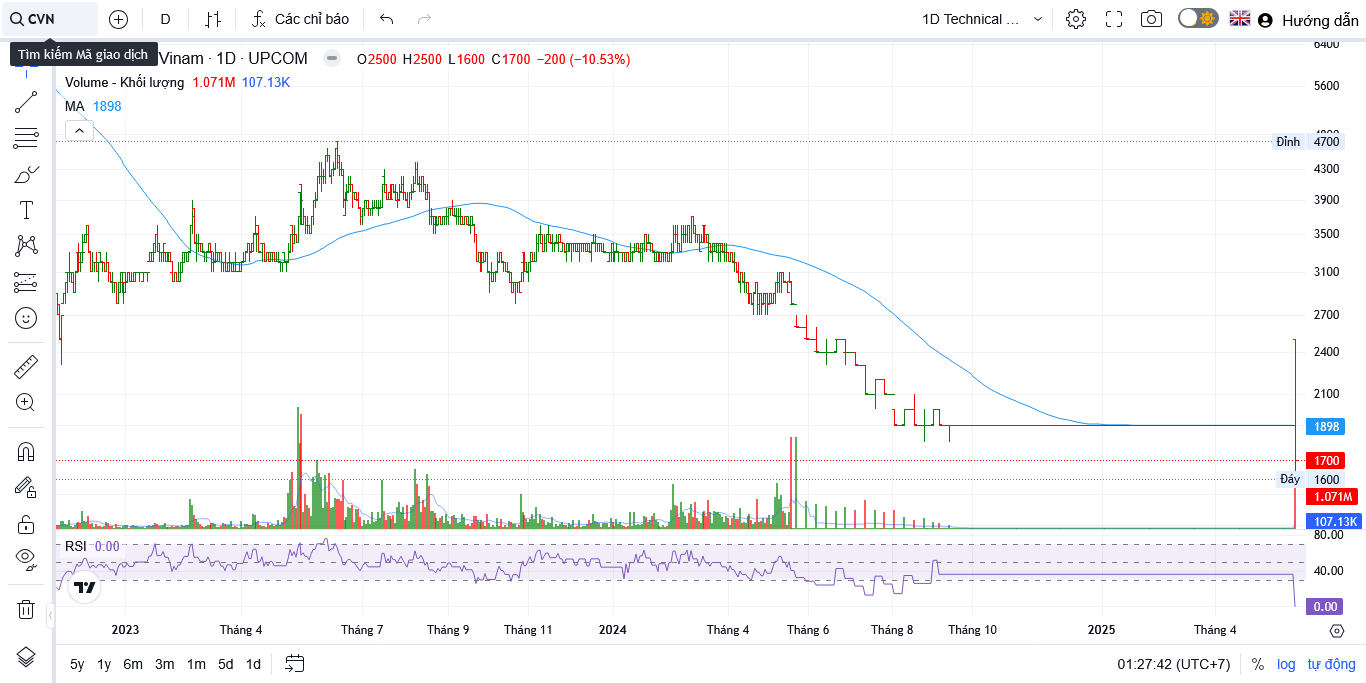 CVN
D
Các chỉ báo
1D Technical ...
Hướng dẫn
Tìm kiếm Mã giao dịch
Vinam · 1D · UPCOM
O2500 H2500 L1600 C1700 −200 (−10.53%)
Volume - Khối lượng 1.071M 107.13K
MA 1898
6400
5600
4800
Đỉnh 4700
4300
3900
3500
3100
2700
2400
2100
1898
1700
Đáy 1600
1.071M
107.13K
RSI 0.00
80.00
40.00
0.00
2023 Tháng 4 Tháng 7 Tháng 9 Tháng 11 2024 Tháng 4 Tháng 6 Tháng 8 Tháng 10 2025 Tháng 4
5y 1y 6m 3m 1m 5d 1d
01:27:42 (UTC+7) % log tự động